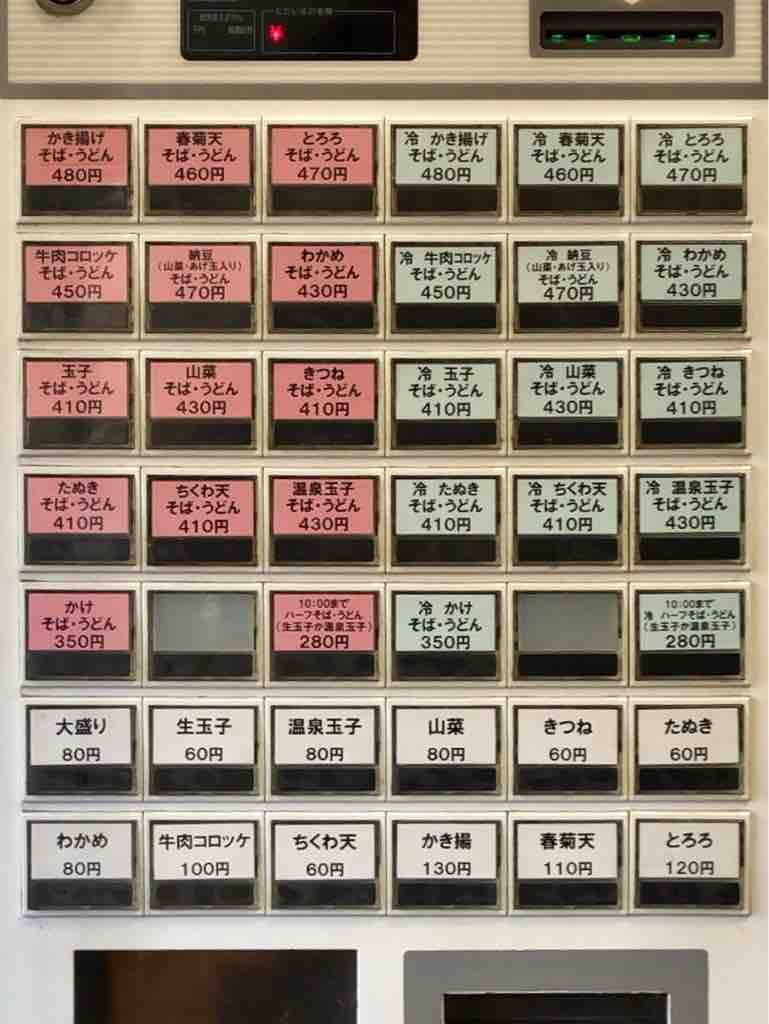 ただいまの金額
¥
かき揚げ
そば・うどん
480円
春菊天
そば・うどん
460円
とろろ
そば・うどん
470円
冷 かき揚げ
そば・うどん
480円
冷 春菊天
そば・うどん
460円
冷 とろろ
そば・うどん
470円
牛肉コロッケ
そば・うどん
450円
納豆
(山菜・あげ玉入り)
そば・うどん
470円
わかめ
そば・うどん
430円
冷 牛肉コロッケ
そば・うどん
450円
冷 納豆
(山菜・あげ玉入り)
そば・うどん
470円
冷 わかめ
そば・うどん
430円
玉子
そば・うどん
410円
山菜
そば・うどん
430円
きつね
そば・うどん
410円
冷 玉子
そば・うどん
410円
冷 山菜
そば・うどん
430円
冷 きつね
そば・うどん
410円
たぬき
そば・うどん
410円
ちくわ天
そば・うどん
410円
温泉玉子
そば・うどん
430円
冷 たぬき
そば・うどん
410円
冷 ちくわ天
そば・うどん
410円
冷 温泉玉子
そば・うどん
430円
かけ
そば・うどん
350円
10:00まで
ハーフそば・うどん
(生玉子か温泉玉子)
280円
冷 かけ
そば・うどん
350円
10:00まで
冷 ハーフそば・うどん
(生玉子か温泉玉子)
280円
大盛り
80円
生玉子
60円
温泉玉子
80円
山菜
80円
きつね
60円
たぬき
60円
わかめ
80円
牛肉コロッケ
100円
ちくわ天
60円
かき揚
130円
春菊天
110円
とろろ
120円